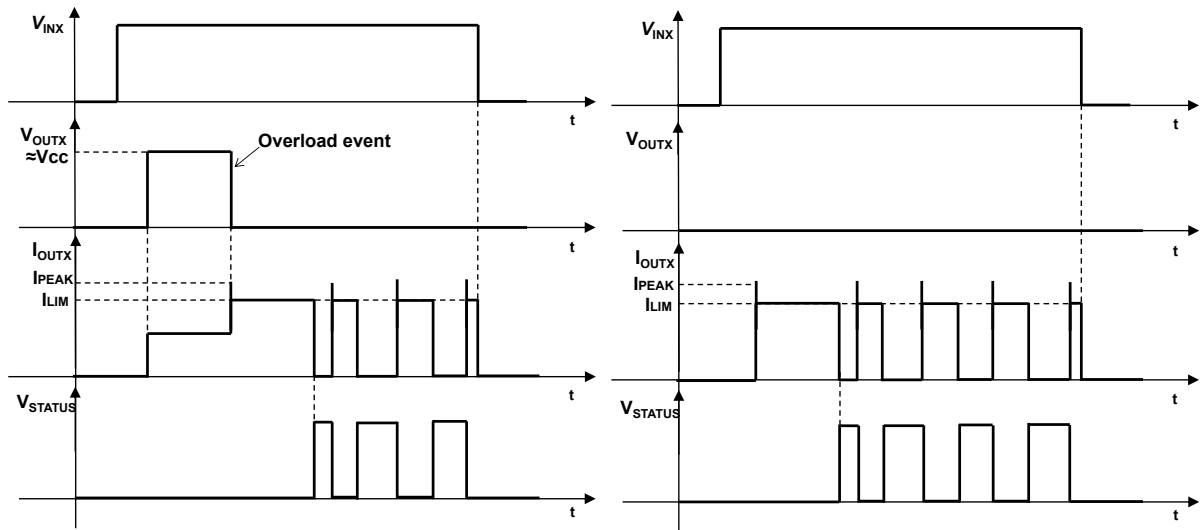 VINX
t
VOUTX
≈Vcc
Overload event
t
IOUTX
IPEAK
ILIM
t
VSTATUS
t
VINX
t
VOUTX
t
IOUTX
IPEAK
ILIM
t
VSTATUS
t